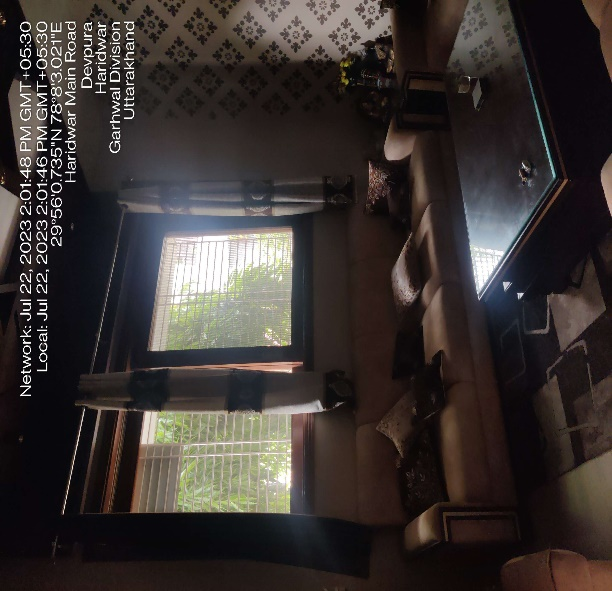 Network: Jul 22, 2023 2:01:48 PM GMT+05:30
Local: Jul 22, 2023 2:01:46 PM GMT+05:30
29°56'0.735"N 78°8'3.021"E
Haridwar Main Road
Devpura
Haridwar
Garhwal Division
Uttarakhand